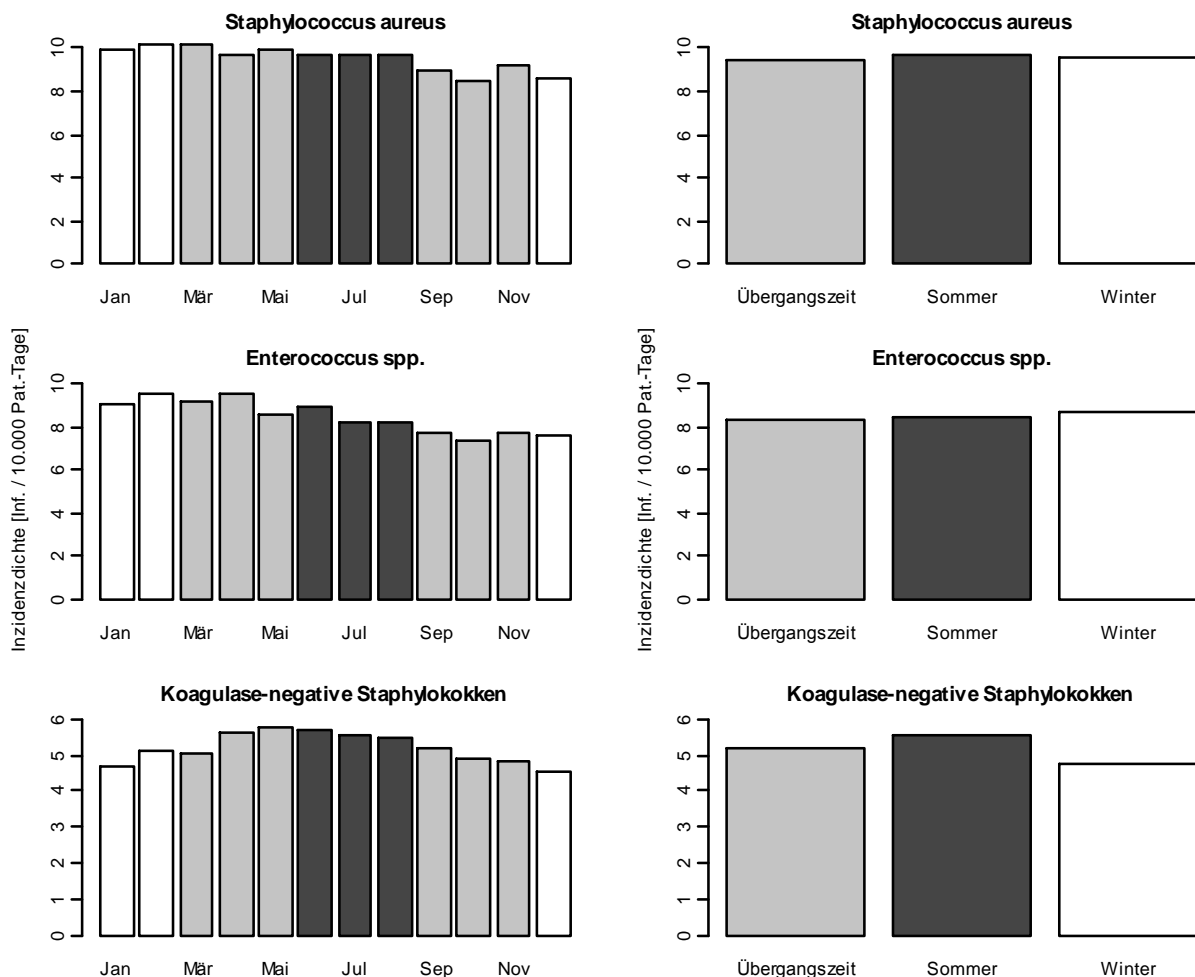 Staphylococcus aureus
0 2 4 6 8 10
Jan Mär Mai Jul Sep Nov
Staphylococcus aureus
0 2 4 6 8 10
Übergangszeit Sommer Winter
Inzidenzdichte [Inf. / 10.000 Pat.-Tage]
Enterococcus spp.
0 2 4 6 8 10
Jan Mär Mai Jul Sep Nov
Inzidenzdichte [Inf. / 10.000 Pat.-Tage]
Enterococcus spp.
0 2 4 6 8 10
Übergangszeit Sommer Winter
Koagulase-negative Staphylokokken
0 1 2 3 4 5 6
Jan Mär Mai Jul Sep Nov
Koagulase-negative Staphylokokken
0 1 2 3 4 5 6
Übergangszeit Sommer Winter